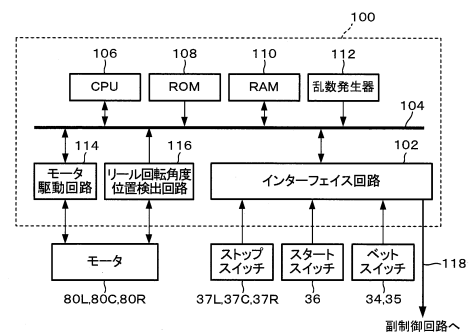 100
106
108
110
112
CPU
ROM
RAM
乱数発生器
104
114
116
102
モータ
駆動回路
リール回転角度
位置検出回路
インターフェイス回路
モータ
ストップ
スイッチ
スタート
スイッチ
ベット
スイッチ
118
80L,80C,80R
37L,37C,37R
36
34,35
副制御回路へ